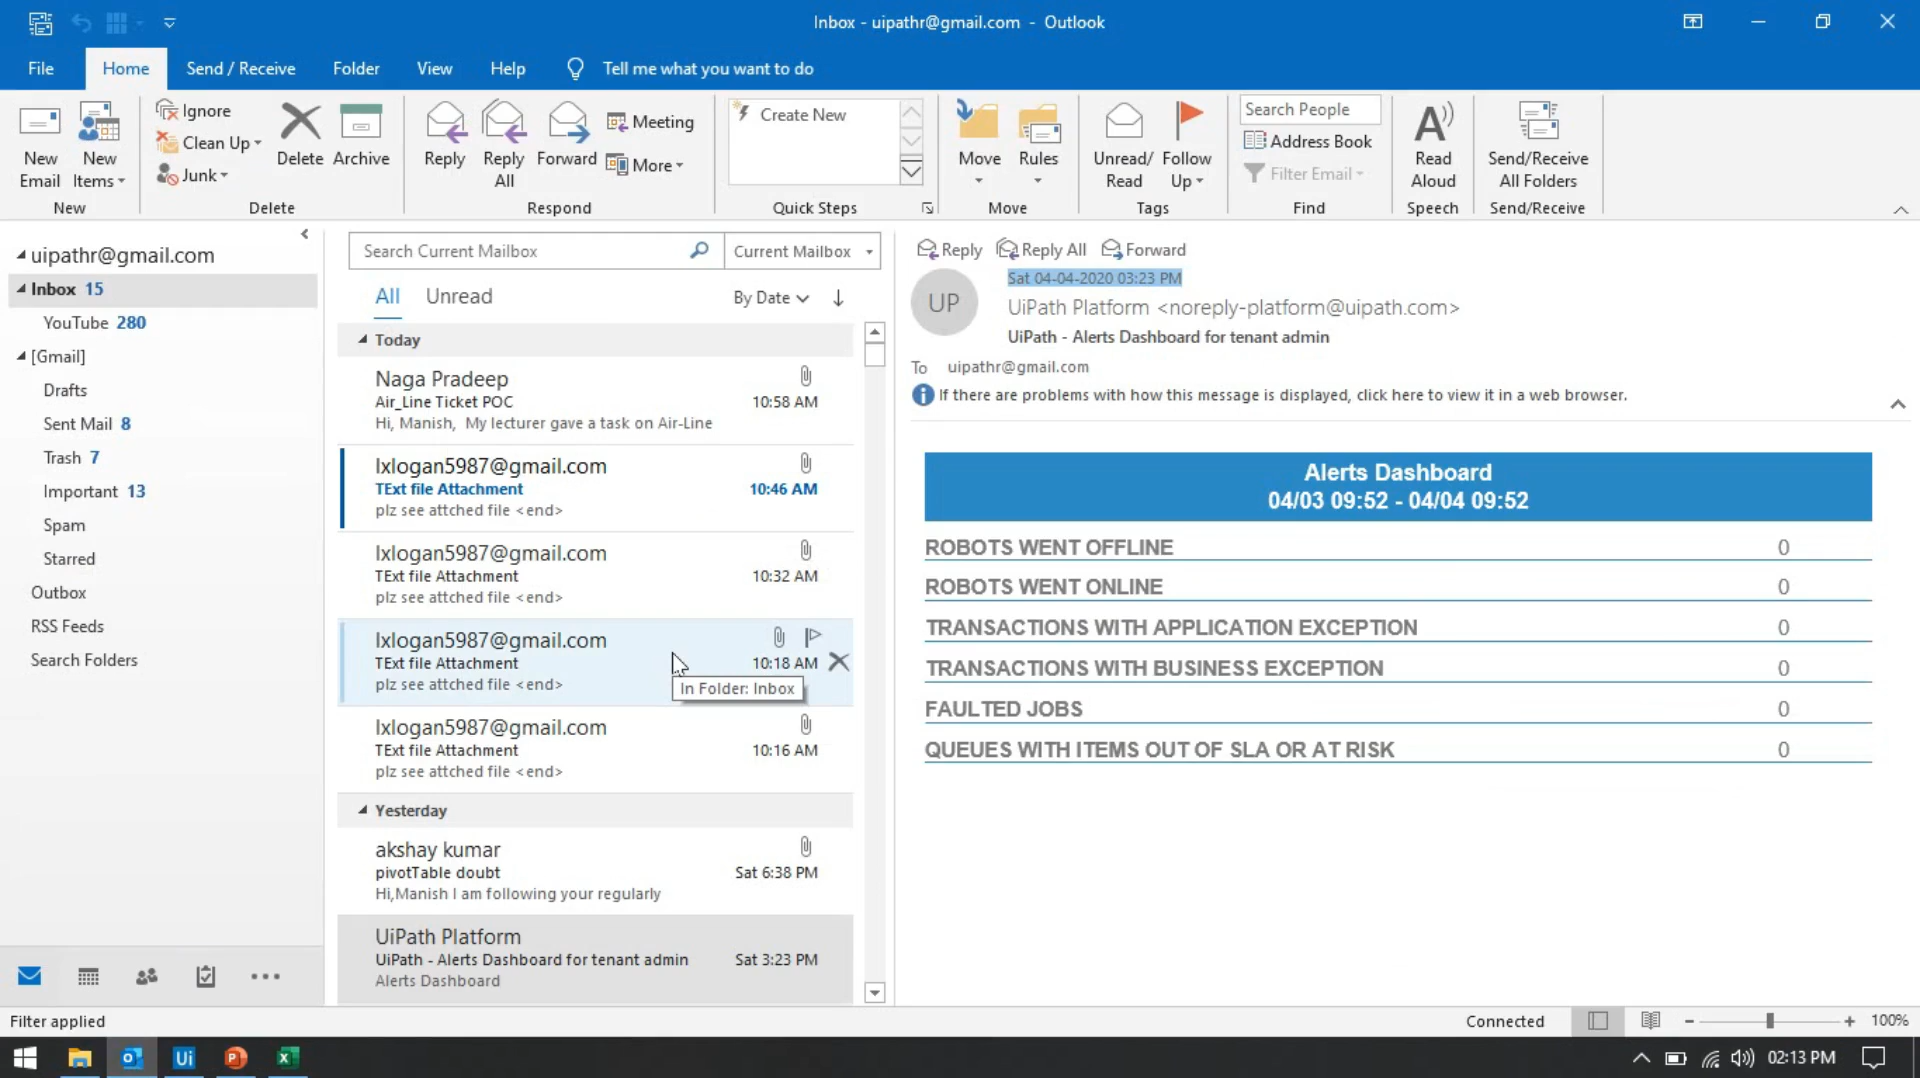 Inbox - uipathr@gmail.com - Outlook
File Home Send / Receive Folder View Help Tell me what you want to do
New Email
New Items
New
Ignore
Clean Up
Junk
Delete
Archive
Delete
Reply
Reply All
Forward
Meeting
More
Respond
Create New
Quick Steps
Move
Rules
Move
Unread/ Read
Follow Up
Tags
Search People
Address Book
Filter Email
Find
Read Aloud
Speech
Send/Receive All Folders
Send/Receive
uipathr@gmail.com
Inbox 15
YouTube 280
[Gmail]
Drafts
Sent Mail 8
Trash 7
Important 13
Spam
Starred
Outbox
RSS Feeds
Search Folders
Search Current Mailbox
Current Mailbox
All Unread
By Date
Today
Naga Pradeep
Air_Line Ticket POC 10:58 AM
Hi, Manish, My lecturer gave a task on Air-Line
lxlogan5987@gmail.com
TExt file Attachment 10:46 AM
plz see attched file <end>
lxlogan5987@gmail.com
TExt file Attachment 10:32 AM
plz see attched file <end>
lxlogan5987@gmail.com
TExt file Attachment 10:18 AM
plz see attched file <end>
In Folder: Inbox
lxlogan5987@gmail.com
TExt file Attachment 10:16 AM
plz see attched file <end>
Yesterday
akshay kumar
pivotTable doubt Sat 6:38 PM
Hi,Manish I am following your regularly
UiPath Platform
UiPath - Alerts Dashboard for tenant admin Sat 3:23 PM
Alerts Dashboard
Reply Reply All Forward
Sat 04-04-2020 03:23 PM
UP
UiPath Platform <noreply-platform@uipath.com>
UiPath - Alerts Dashboard for tenant admin
To uipathr@gmail.com
If there are problems with how this message is displayed, click here to view it in a web browser.
Alerts Dashboard
04/03 09:52 - 04/04 09:52
ROBOTS WENT OFFLINE 0
ROBOTS WENT ONLINE 0
TRANSACTIONS WITH APPLICATION EXCEPTION 0
TRANSACTIONS WITH BUSINESS EXCEPTION 0
FAULTED JOBS 0
QUEUES WITH ITEMS OUT OF SLA OR AT RISK 0
Filter applied
Connected
100%
Ui
02:13 PM